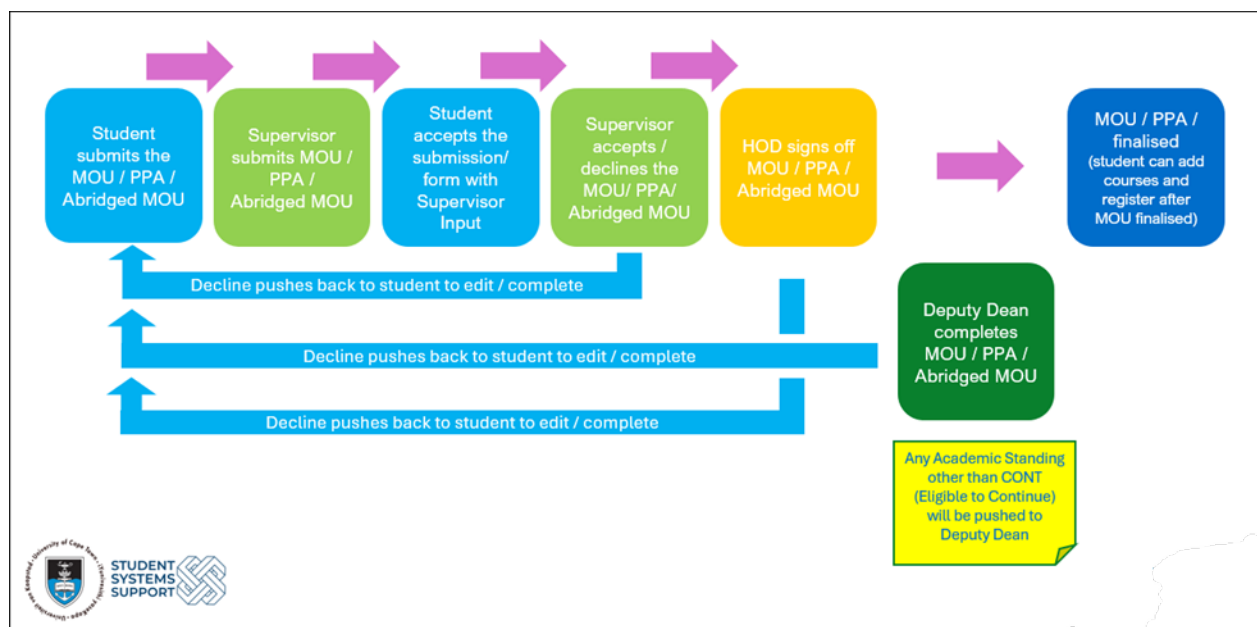 Student
submits the
MOU / PPA /
Abridged MOU
Supervisor
submits MOU /
PPA /
Abridged MOU
Student
accepts the
submission/
form with
Supervisor
Input
Supervisor
accepts /
declines the
MOU/ PPA/
Abridged MOU
HOD signs off
MOU / PPA /
Abridged MOU
MOU / PPA /
finalised
(student can add
courses and
register after
MOU finalised)
Decline pushes back to student to edit / complete
Decline pushes back to student to edit / complete
Decline pushes back to student to edit / complete
Deputy Dean
completes
MOU / PPA /
Abridged MOU
Any Academic Standing
other than CONT
(Eligible to Continue)
will be pushed to
Deputy Dean
University of Cape Town
STUDENT
SYSTEMS
SUPPORT